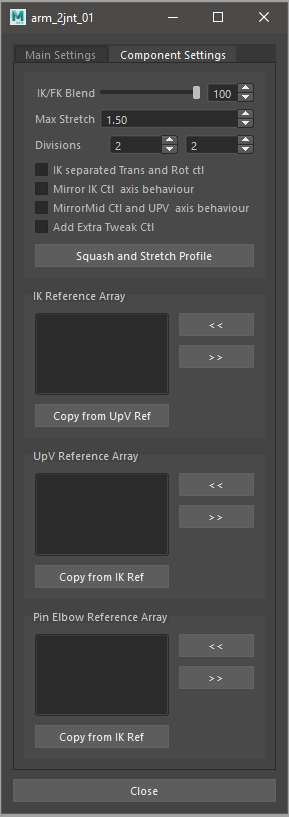 arm_2jnt_01
Main Settings Component Settings
IK/FK Blend 100
Max Stretch 1.50
Divisions 2 2
IK separated Trans and Rot ctl
Mirror IK Ctl axis behaviour
MirrorMid Ctl and UPV axis behaviour
Add Extra Tweak Ctl
Squash and Stretch Profile
IK Reference Array
<<
>>
Copy from UpV Ref
UpV Reference Array
<<
>>
Copy from IK Ref
Pin Elbow Reference Array
<<
>>
Copy from IK Ref
Close